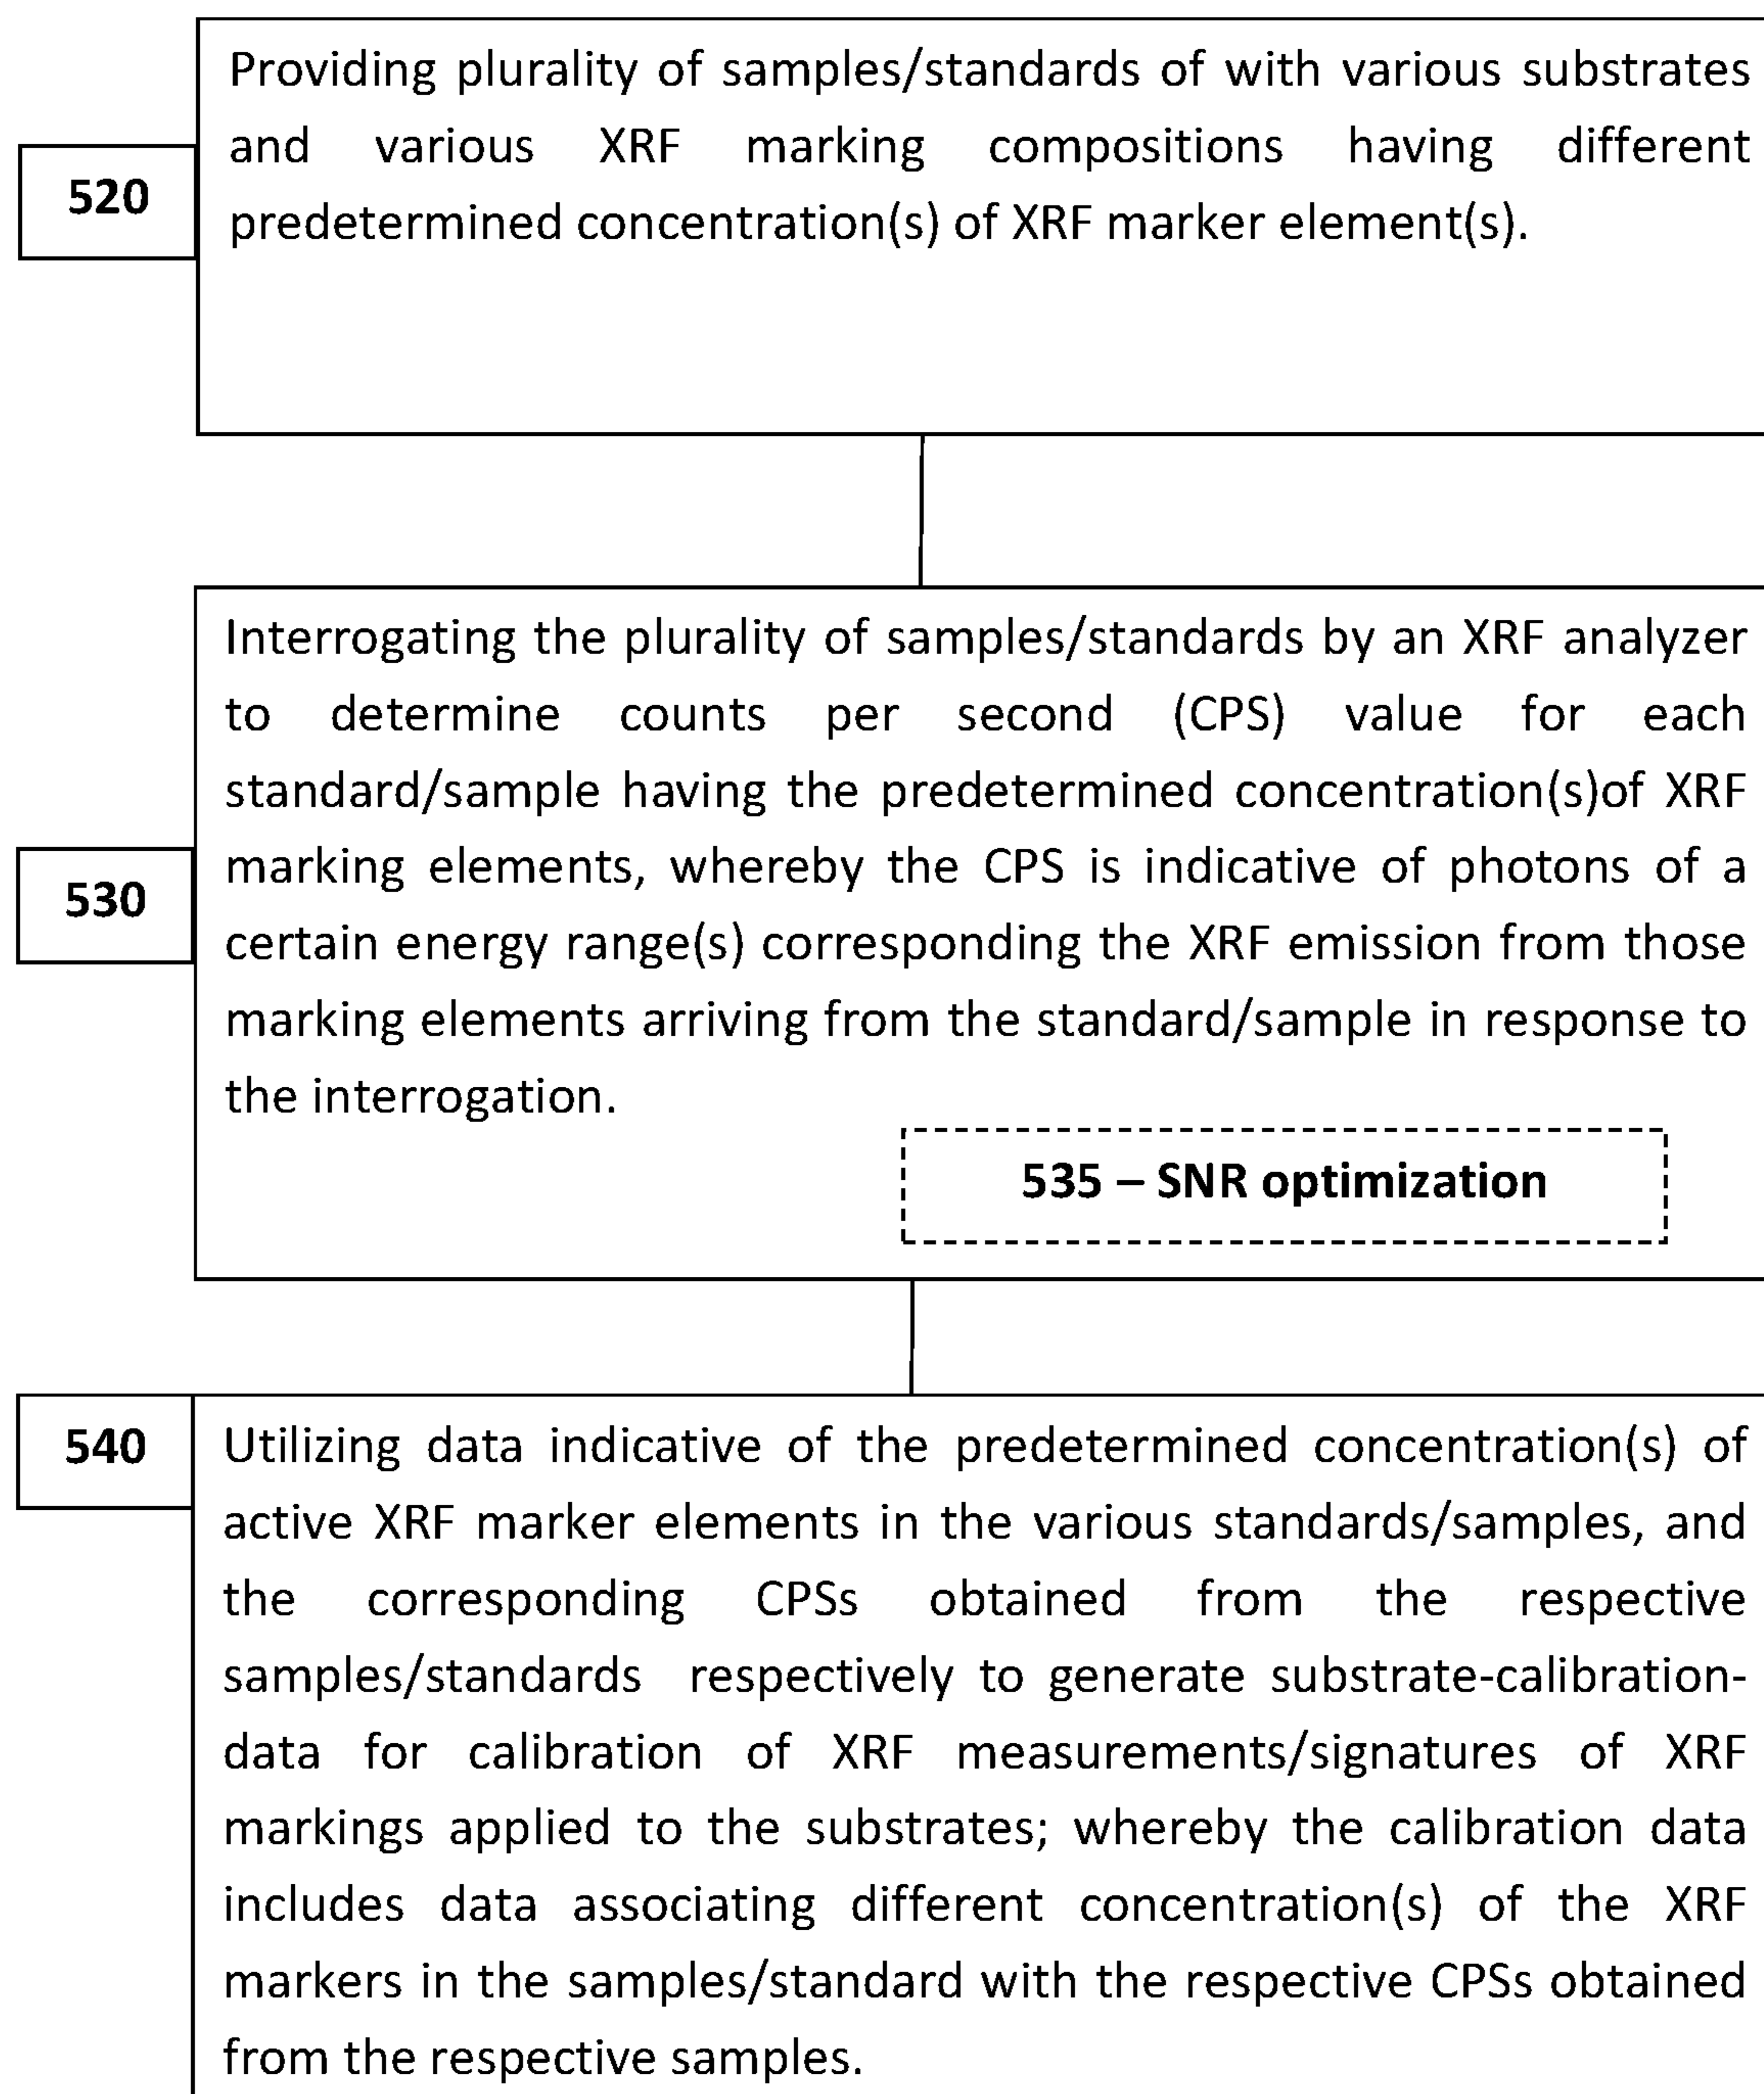 Providing plurality of samples/standards of with various substrates
and various XRF marking compositions having different
520
predetermined concentration(s) of XRF marker element(s).
Interrogating the plurality of samples/standards by an XRF analyzer
to determine counts per second (CPS) value for each
standard/sample having the predetermined concentration(s)of XRF
marking elements, whereby the CPS is indicative of photons of a
530
certain energy range(s) corresponding the XRF emission from those
marking elements arriving from the standard/sample in response to
the interrogation.
535 – SNR optimization
540
Utilizing data indicative of the predetermined concentration(s) of
active XRF marker elements in the various standards/samples, and
the corresponding CPSs obtained from the respective
samples/standards respectively to generate substrate-calibration-
data for calibration of XRF measurements/signatures of XRF
markings applied to the substrates; whereby the calibration data
includes data associating different concentration(s) of the XRF
markers in the samples/standard with the respective CPSs obtained
from the respective samples.